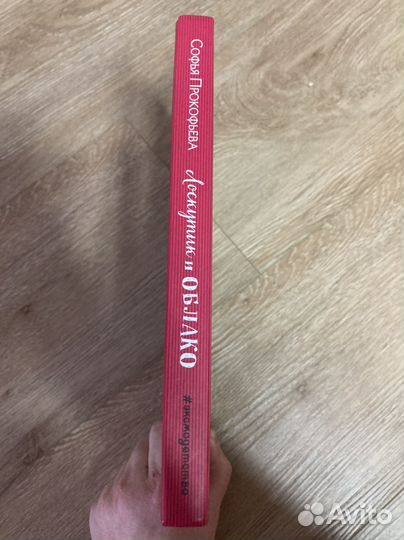 Софья Прокофьева
Лоскутик и ОБЛАКО
#эксмодетство
Avito